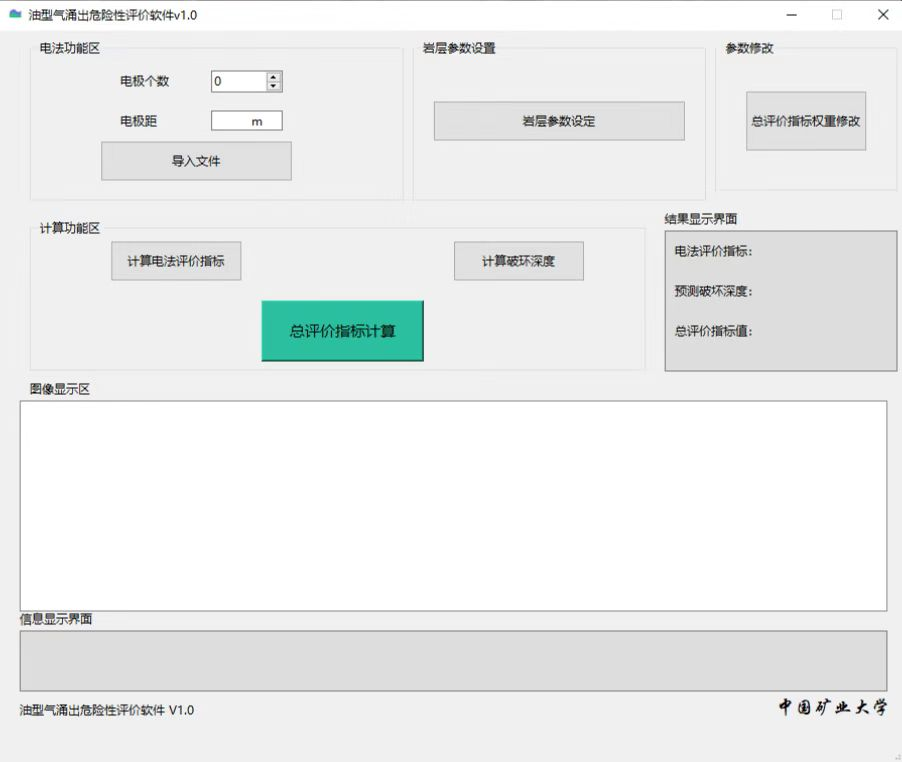 油型气涌出危险性评价软件v1.0
电法功能区
岩层参数设置
参数修改
电极个数
0
电极距
m
导入文件
岩层参数设定
总评价指标权重修改
计算功能区
计算电法评价指标
计算破环深度
总评价指标计算
结果显示界面
电法评价指标:
预测破坏深度:
总评价指标值:
图像显示区
信息显示界面
油型气涌出危险性评价软件 V1.0
中国矿业大学